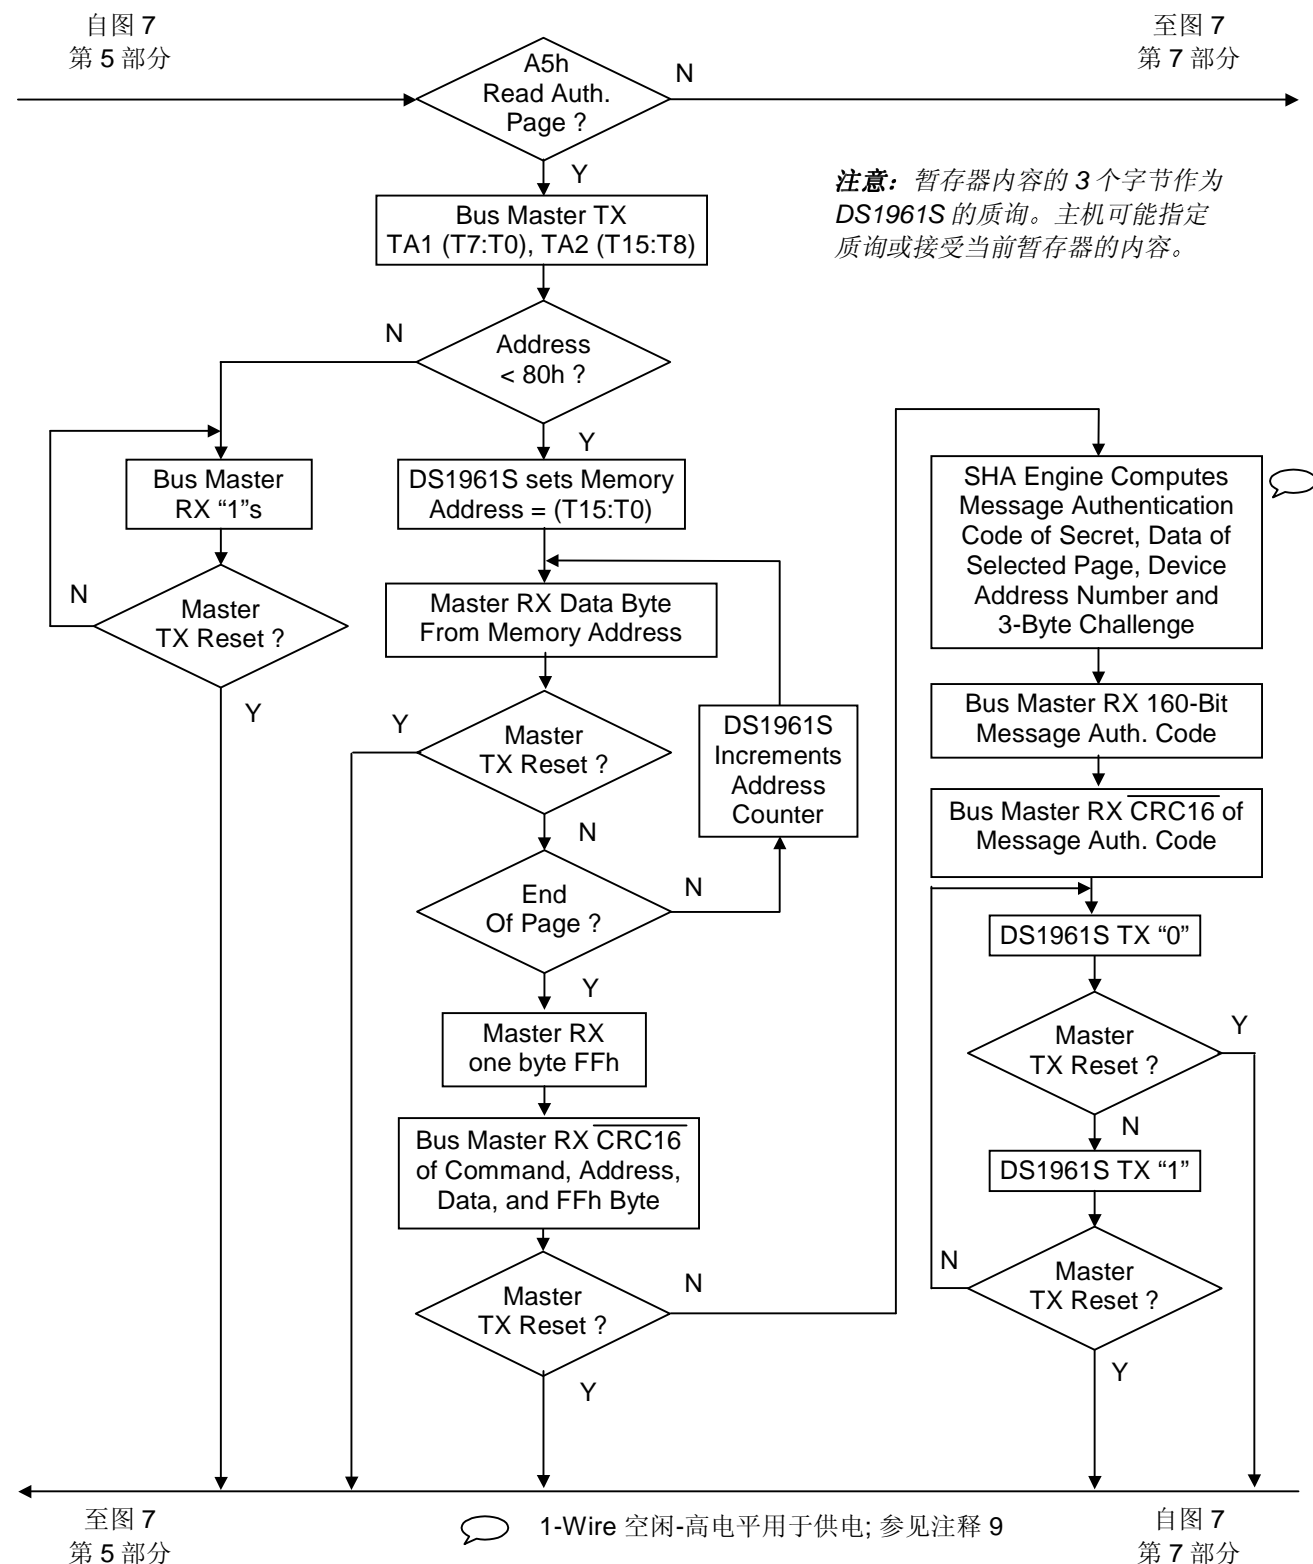 自图 7
第 5 部分
至图 7
第 7 部分
A5h
Read Auth.
Page ?
N
Y
注意：暂存器内容的 3 个字节作为
DS1961S 的质询。主机可能指定
质询或接受当前暂存器的内容。
Bus Master TX
TA1 (T7:T0), TA2 (T15:T8)
N
Address
< 80h ?
Y
Bus Master
RX “1”s
N
Master
TX Reset ?
Y
DS1961S sets Memory
Address = (T15:T0)
Master RX Data Byte
From Memory Address
Y
Master
TX Reset ?
N
DS1961S
Increments
Address
Counter
End
Of Page ?
N
Y
Master RX
one byte FFh
Bus Master RX CRC16
of Command, Address,
Data, and FFh Byte
Master
TX Reset ?
N
Y
SHA Engine Computes
Message Authentication
Code of Secret, Data of
Selected Page, Device
Address Number and
3-Byte Challenge
Bus Master RX 160-Bit
Message Auth. Code
Bus Master RX CRC16 of
Message Auth. Code
DS1961S TX “0”
Master
TX Reset ?
Y
N
DS1961S TX “1”
N
Master
TX Reset ?
Y
至图 7
第 5 部分
1-Wire 空闲-高电平用于供电; 参见注释 9
自图 7
第 7 部分